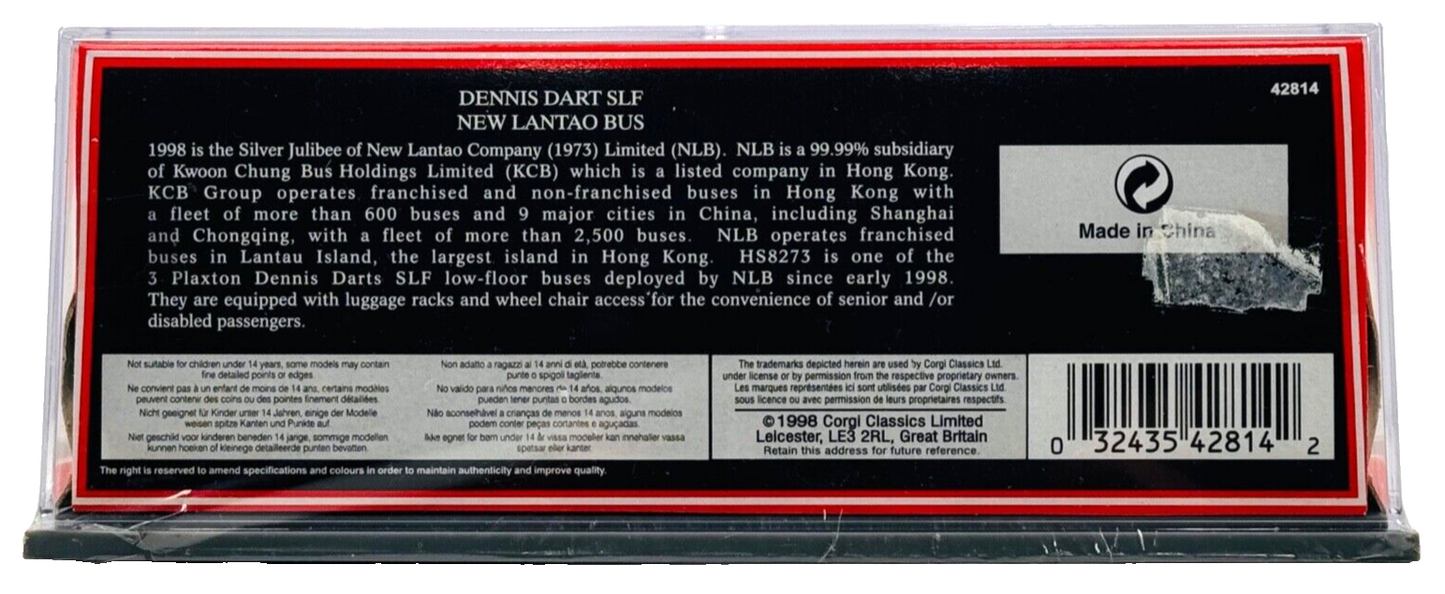 42814
DENNIS DART SLF
NEW LANTAO BUS
1998 is the Silver Julibee of New Lantao Company (1973) Limited (NLB). NLB is a 99.99% subsidiary
of Kwoon Chung Bus Holdings Limited (KCB) which is a listed company in Hong Kong.
KCB Group operates franchised and non-franchised buses in Hong Kong with
a fleet of more than 600 buses and 9 major cities in China, including Shanghai
and Chongqing, with a fleet of more than 2,500 buses. NLB operates franchised
buses in Lantau Island, the largest island in Hong Kong. HS8273 is one of the
3 Plaxton Dennis Darts SLF low-floor buses deployed by NLB since early 1998.
They are equipped with luggage racks and wheel chair access for the convenience of senior and /or
disabled passengers.
Made in China
Not suitable for children under 14 years, some models may contain
fine detailed points or edges.
Ne convient pas à un enfant de moins de 14 ans, certains modèles
peuvent contenir des coins ou des pointes finement détaillées.
Nicht geeignet für Kinder unter 14 Jahren, einige der Modelle
weisen spitze Kanten und Punkte auf.
Niet geschikt voor kinderen beneden 14 jarige, sommige modellen
kunnen hoeken of kleine detailleerde punten bevatten.
Non adatto a ragazzi al 14 anni di età, potrebbe contenere
punte o spigoli tagliente.
No valido para niños menores de 14 años, algunos modelos
pueden tener puntas o bordes agudos.
Não aconselhável a crianças de menos 14 anos, alguns modelos
podem conter peças cortantes e aguçadas.
Ikke egnet for børn under 14 år vissa modeller kan innehaller vassa
spetsar eller kanter.
The trademarks depicted herein are used by Corgi Classics Ltd.
under license or by permission from the respective proprietary owners.
Les marques représentées ici sont utilisées par Corgi Classics Ltd.
sous licence ou avec permission de leurs proprietaires respectifs.
©1998 Corgi Classics Limited
Leicester, LE3 2RL, Great Britain
Retain this address for future reference.
0 32435 42814 2
The right is reserved to amend specifications and colours in order to maintain authenticity and improve quality.